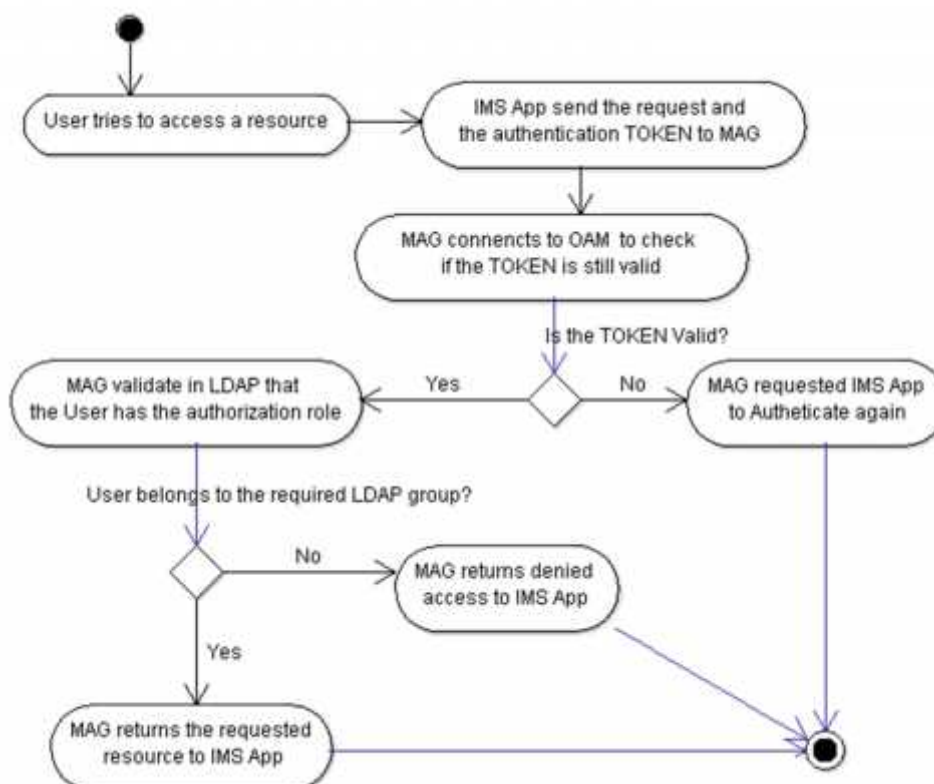 User tries to access a resource
IMS App send the request and
the authentication TOKEN to MAG
MAG connencts to OAM to check
if the TOKEN is still valid
Is the TOKEN Valid?
Yes
No
MAG validate in LDAP that
the User has the authorization role
MAG requested IMS App
to Autheticate again
User belongs to the required LDAP group?
No
MAG returns denied
access to IMS App
Yes
MAG returns the requested
resource to IMS App